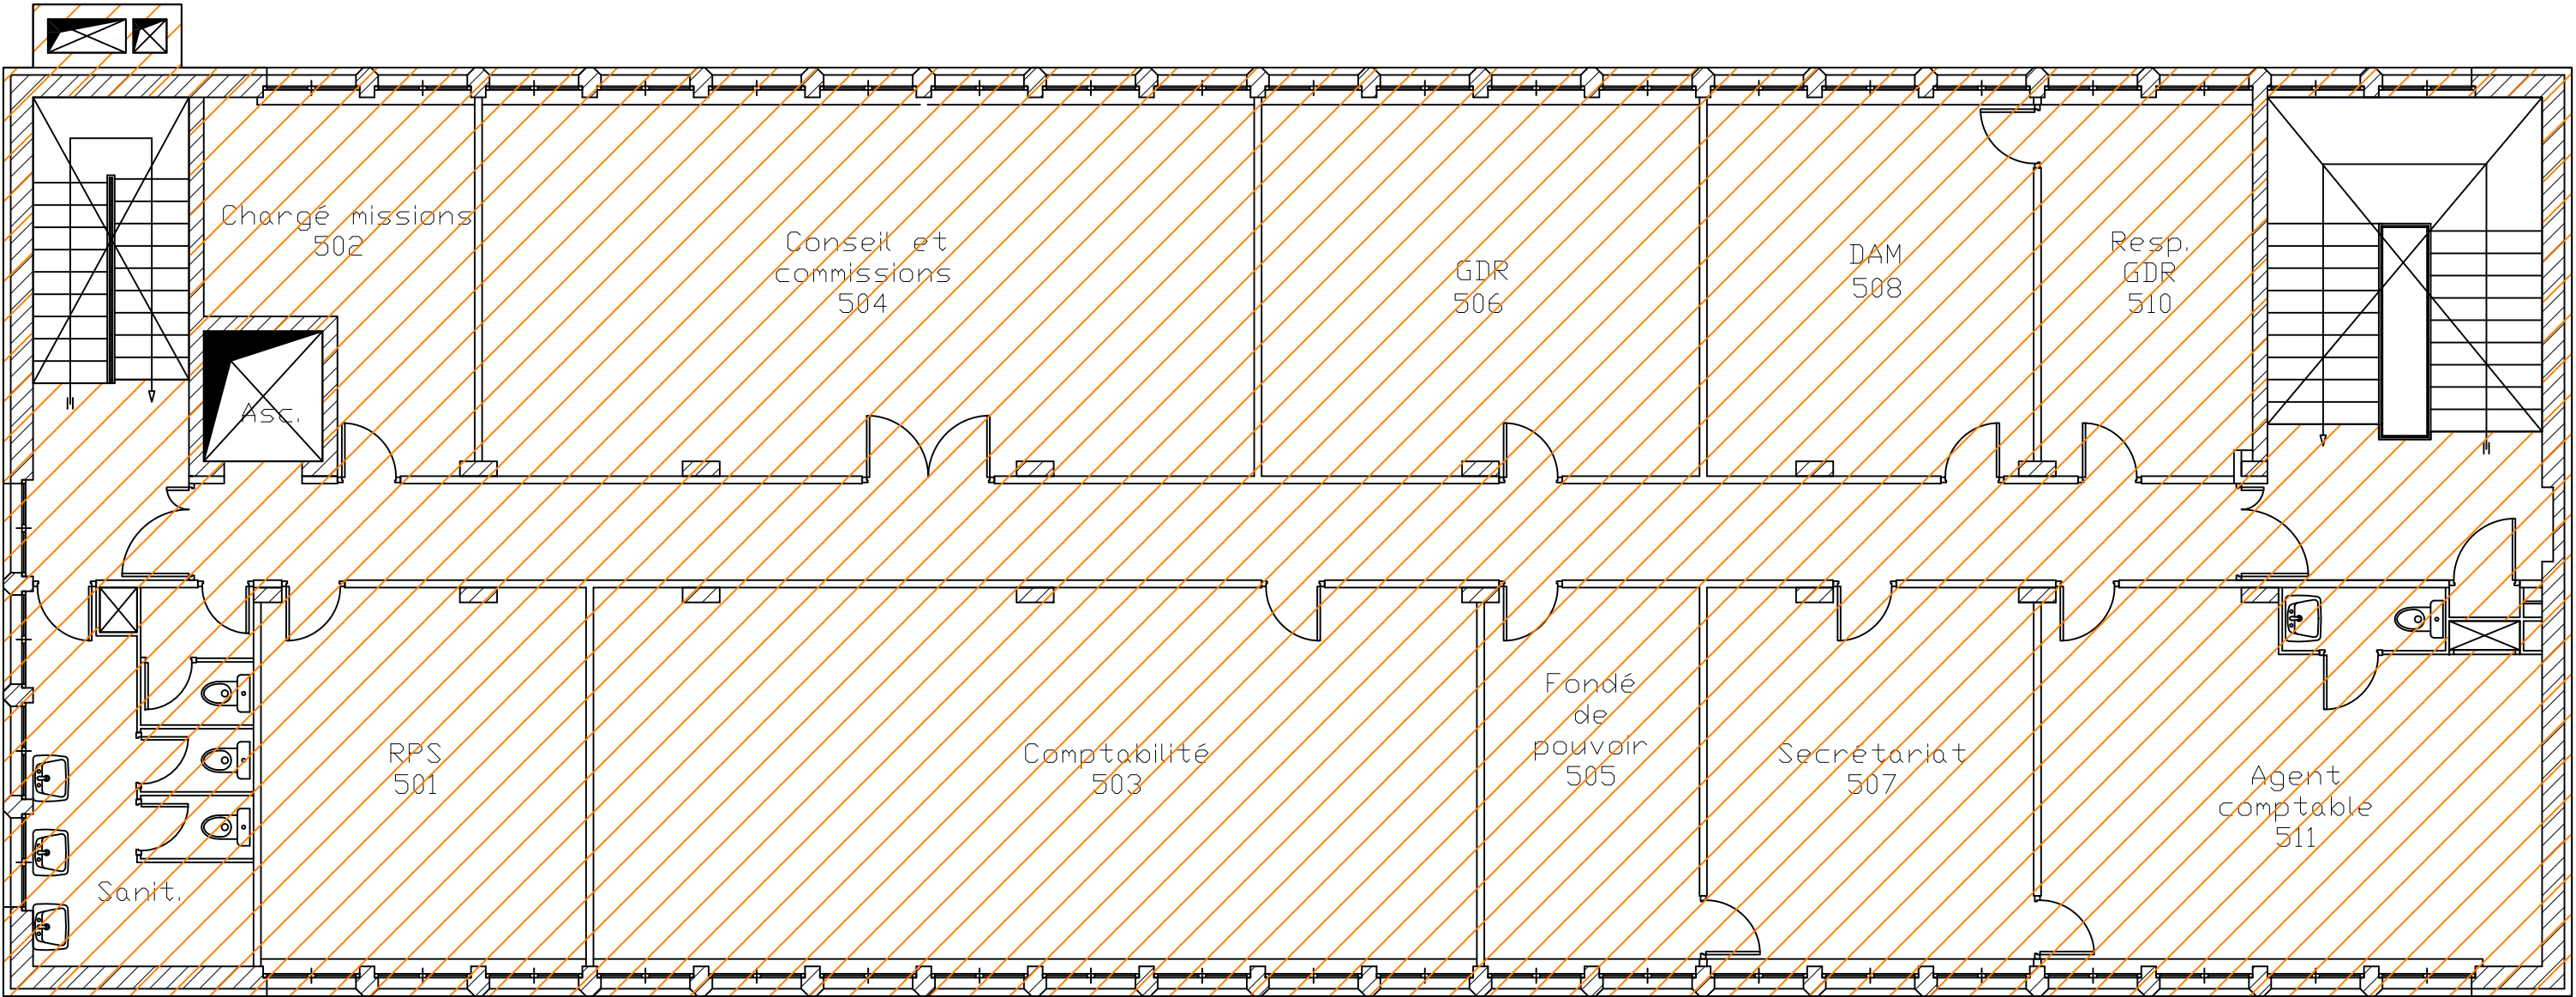 Chargé missions
502
Conseil et
commissions
504
GDR
506
DAM
508
Resp.
GDR
510
Asc.
RPS
501
Comptabilité
503
Fondé
de
pouvoir
505
Secrétariat
507
Agent
comptable
511
Sanit.